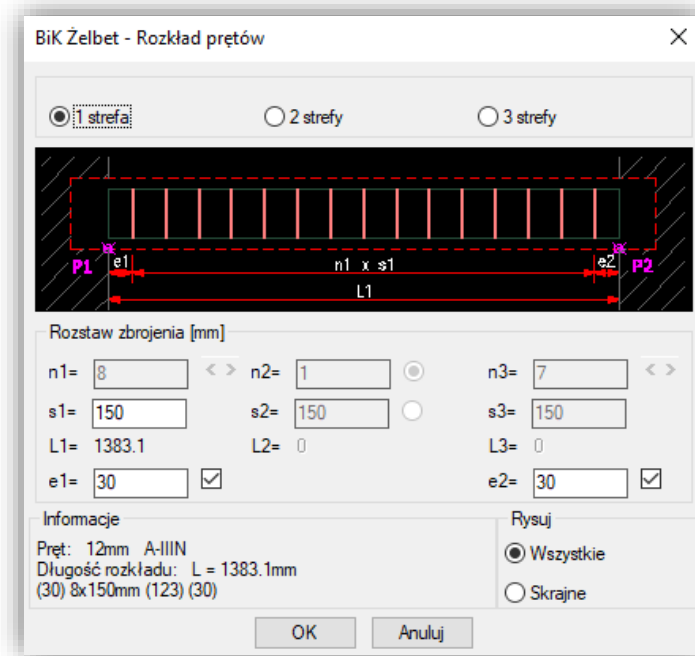 BiK Żelbet - Rozkład prętów
1 strefa 2 strefy 3 strefy
P1 e1 n1 x s1 e2 P2
L1
Rozstaw zbrojenia [mm]
n1= 8 < > n2= 1 n3= 7 < >
s1= 150 s2= 150 s3= 150
L1= 1383.1 L2= 0 L3= 0
e1= 30 e2= 30
Informacje Rysuj
Pręt: 12mm A-IIIN Wszystkie
Długość rozkładu: L = 1383.1mm
(30) 8x150mm (123) (30) Skrajne
OK Anuluj